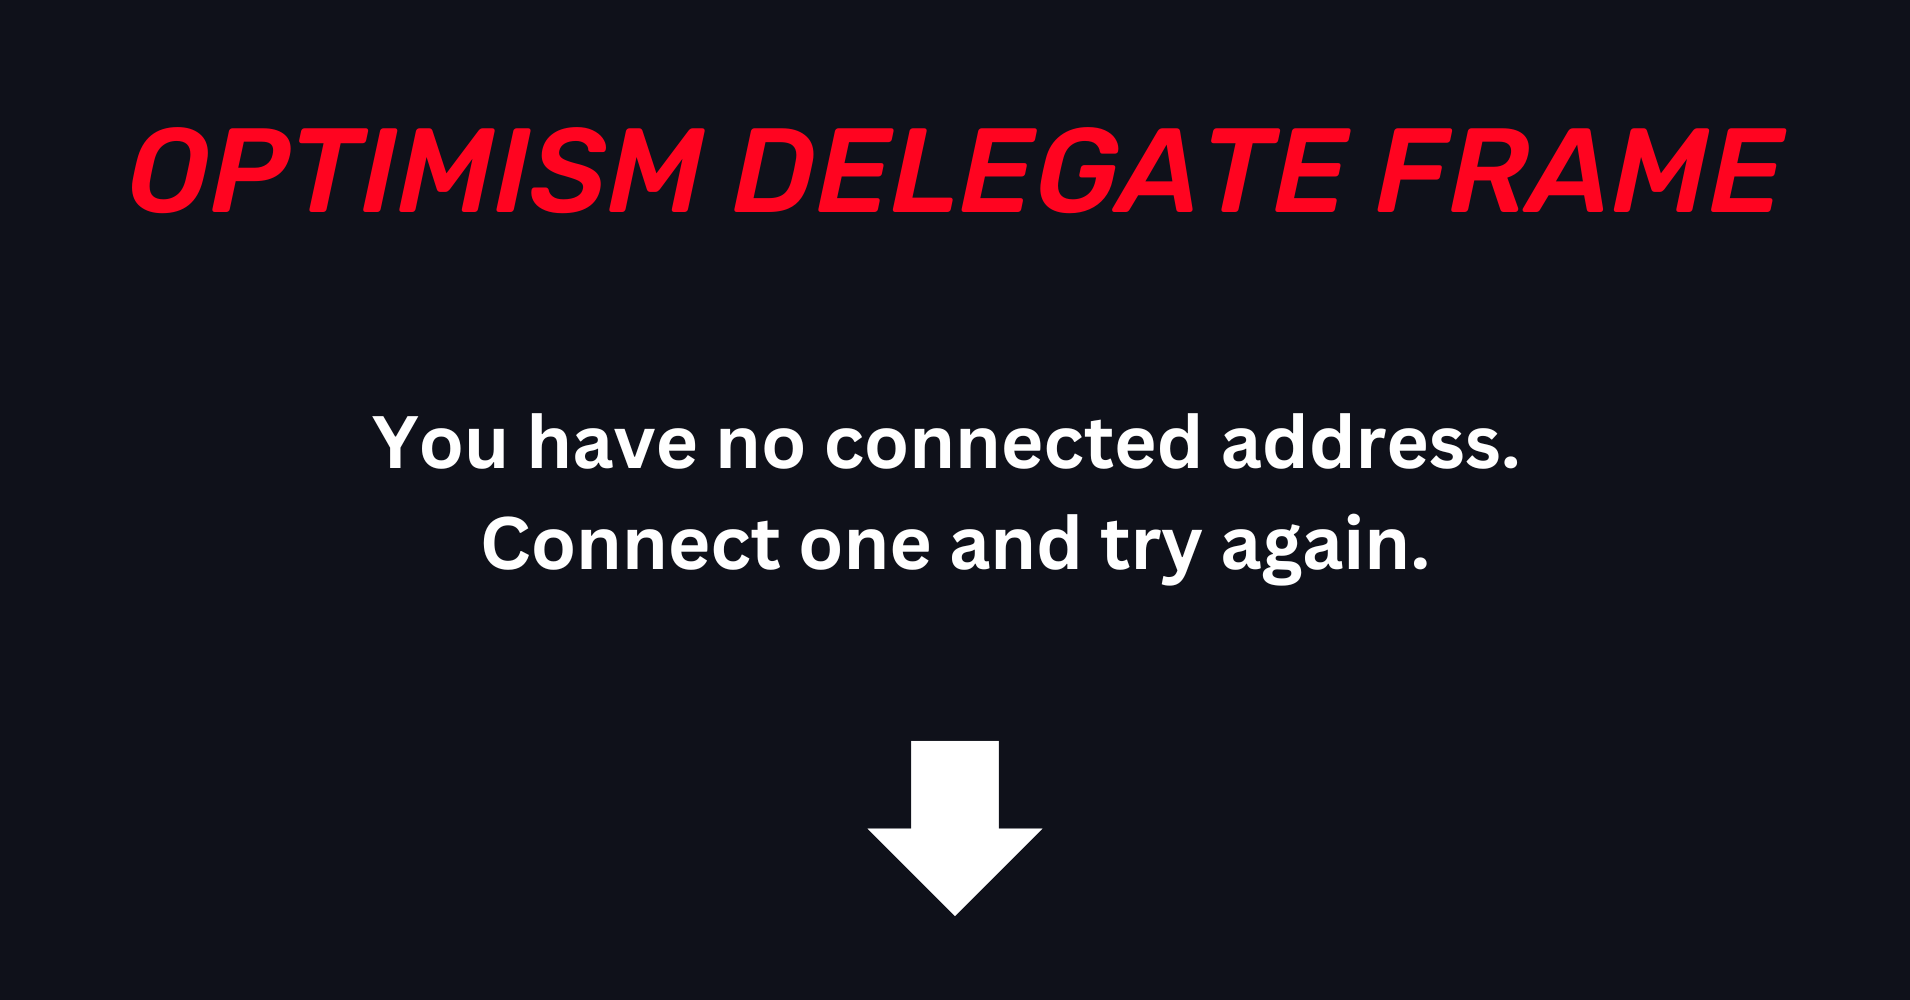 OPTIMISM DELEGATE FRAME
You have no connected address.
Connect one and try again.